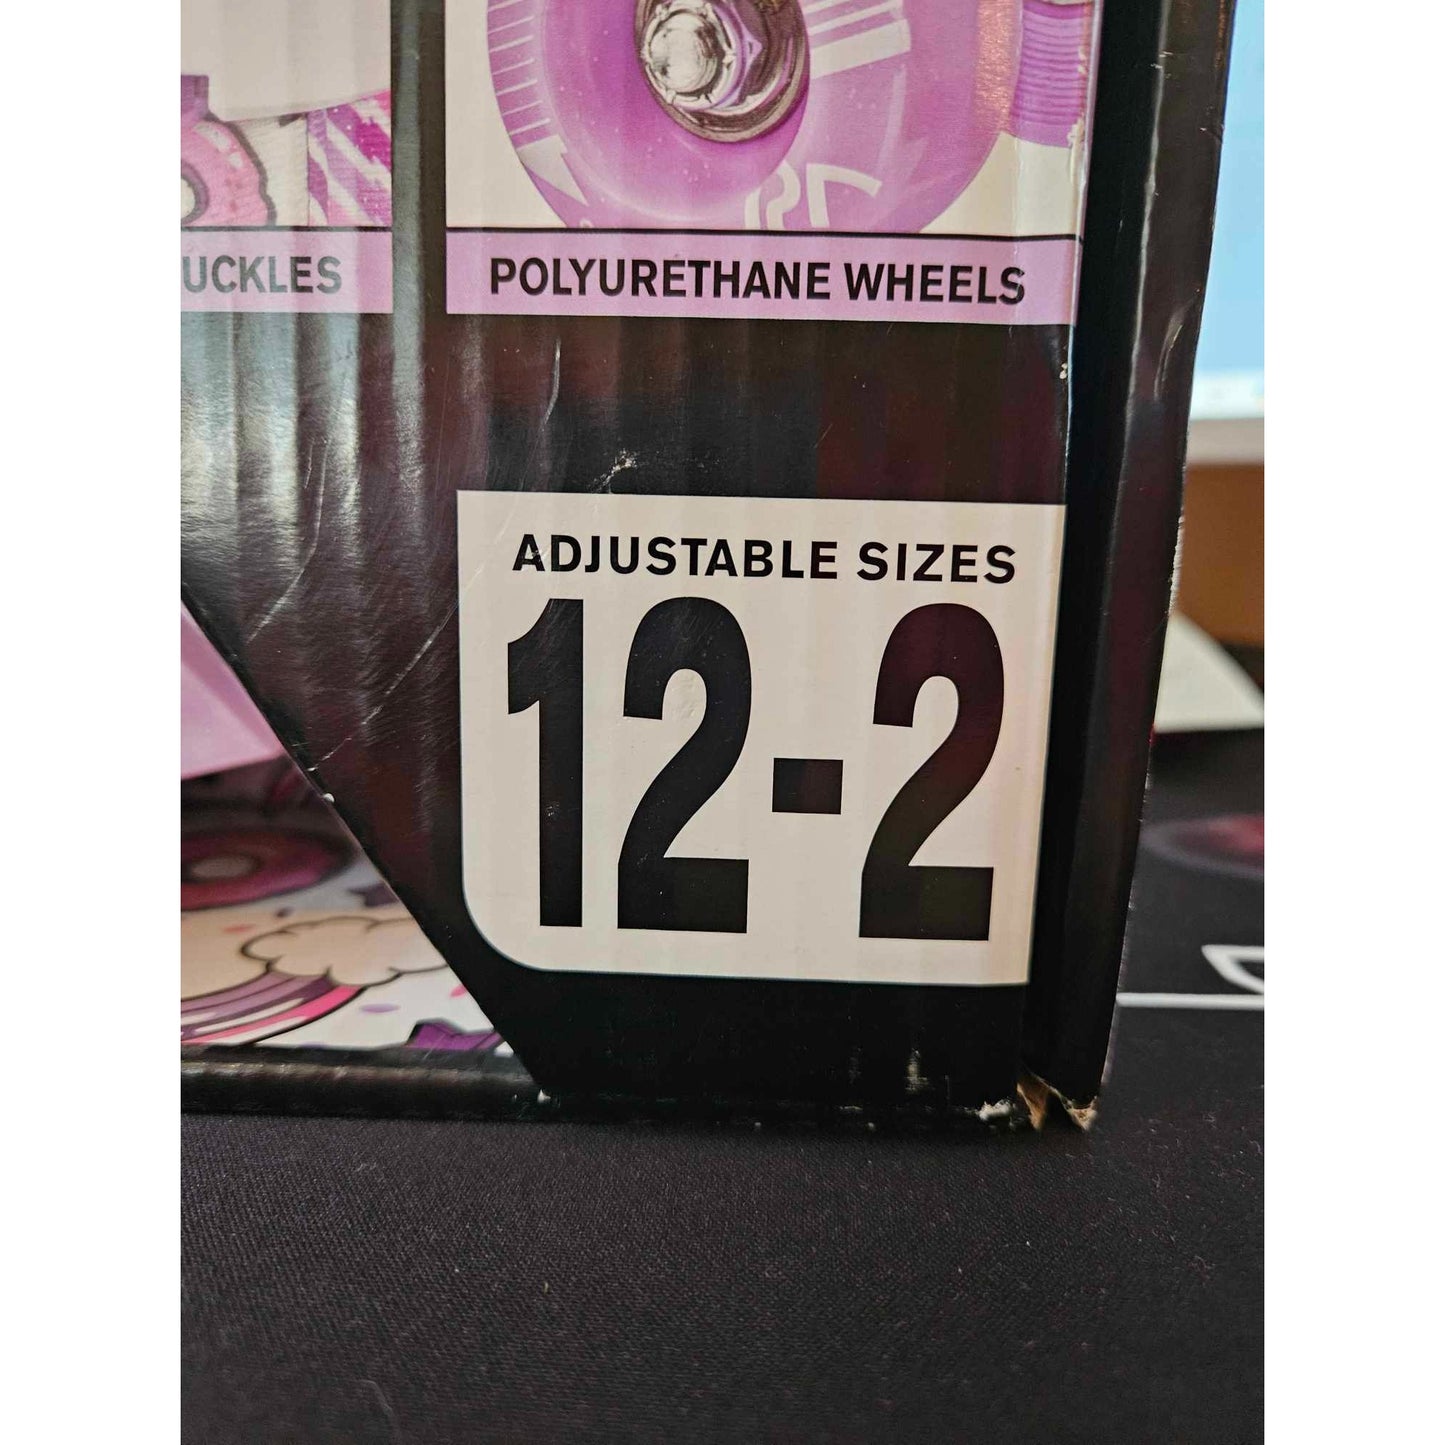 UCKLES
POLYURETHANE WHEELS
ADJUSTABLE SIZES
12-2